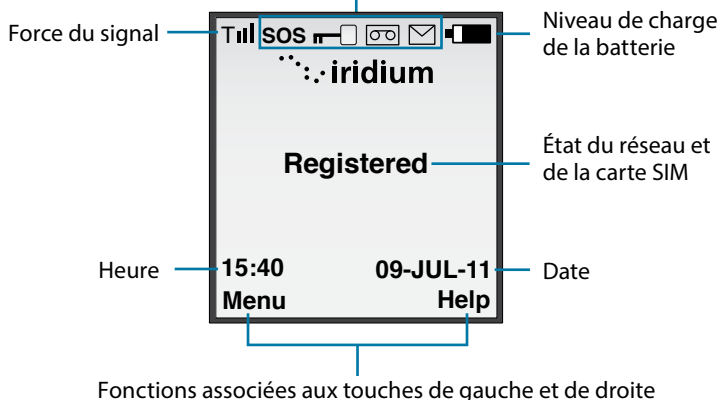 Force du signal
SOS
Niveau de charge
de la batterie
iridium
Registered
État du réseau et
de la carte SIM
Heure
15:40
09-JUL-11
Date
Menu
Help
Fonctions associées aux touches de gauche et de droite